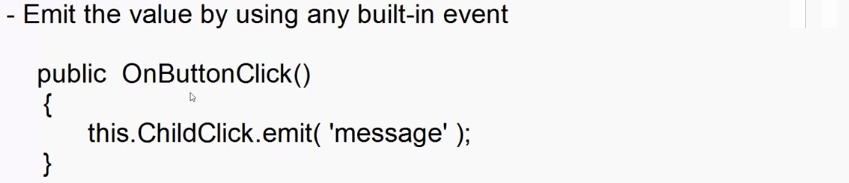 - Emit the value by using any built-in event
public OnButtonClick()
{
this.ChildClick.emit( 'message' );
}